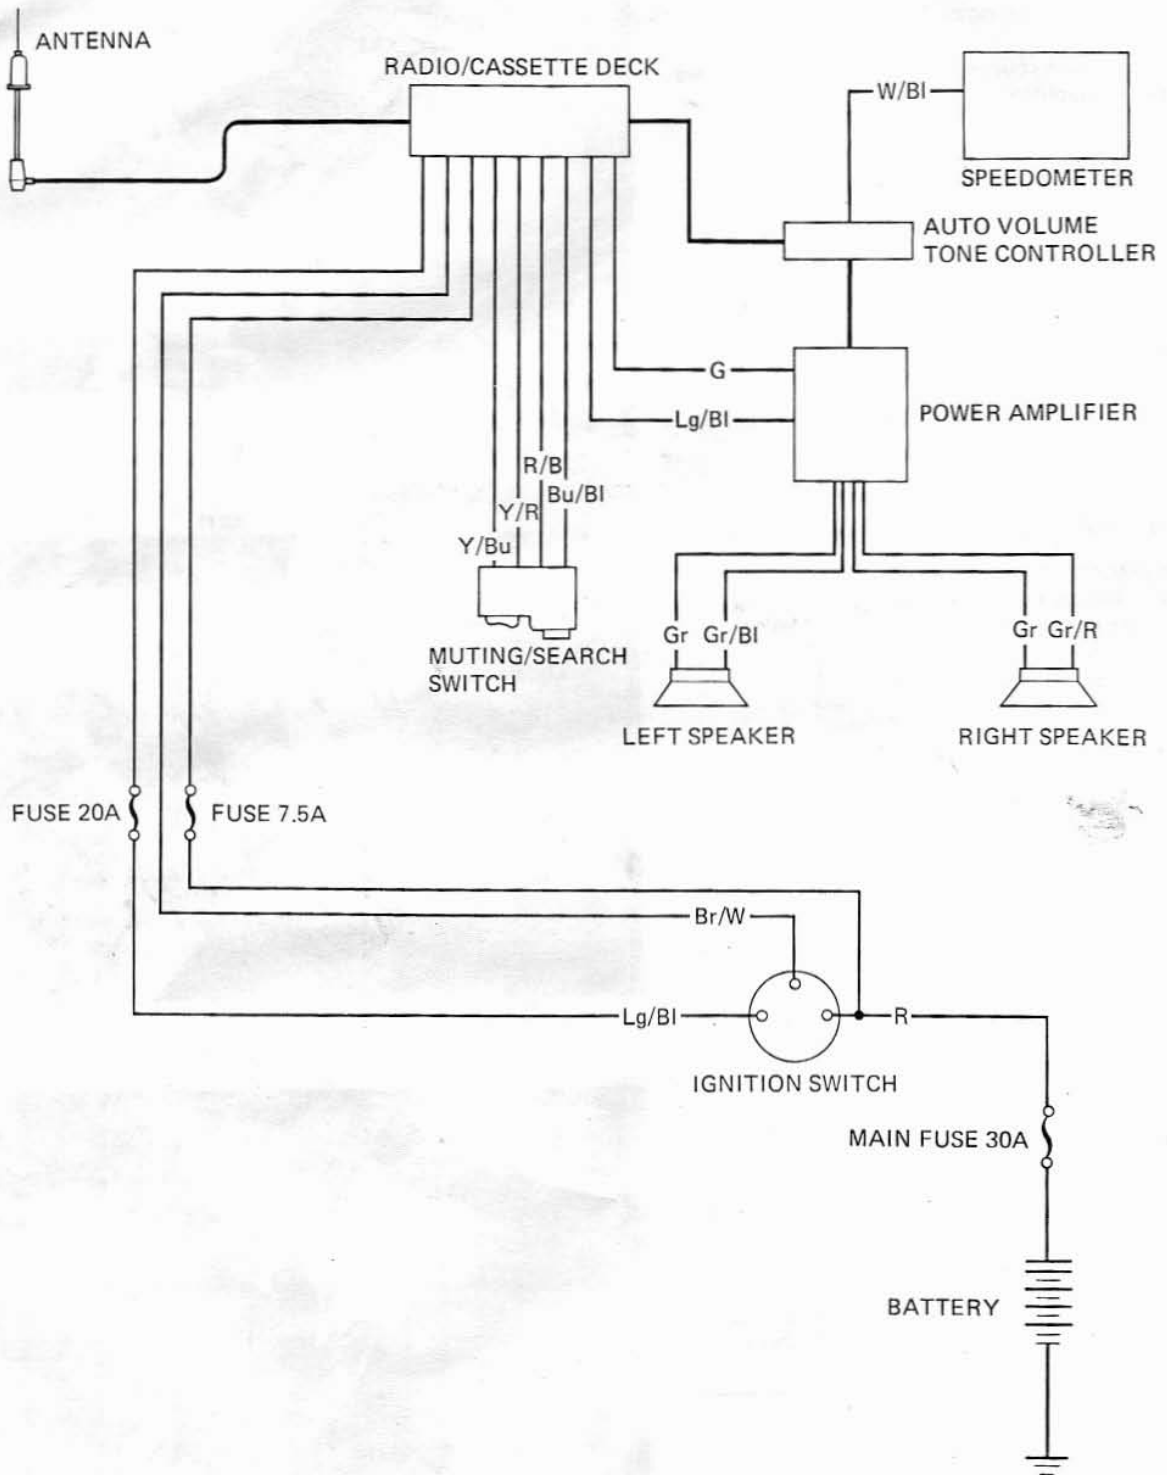 ANTENNA
RADIO/CASSETTE DECK
W/Bl
SPEEDOMETER
AUTO VOLUME
TONE CONTROLLER
G
POWER AMPLIFIER
Lg/Bl
R/B
Bu/Bl
Y/R
Y/Bu
MUTING/SEARCH
SWITCH
Gr Gr/Bl
Gr Gr/R
LEFT SPEAKER
RIGHT SPEAKER
FUSE 20A
FUSE 7.5A
Br/W
Lg/Bl
R
IGNITION SWITCH
MAIN FUSE 30A
BATTERY